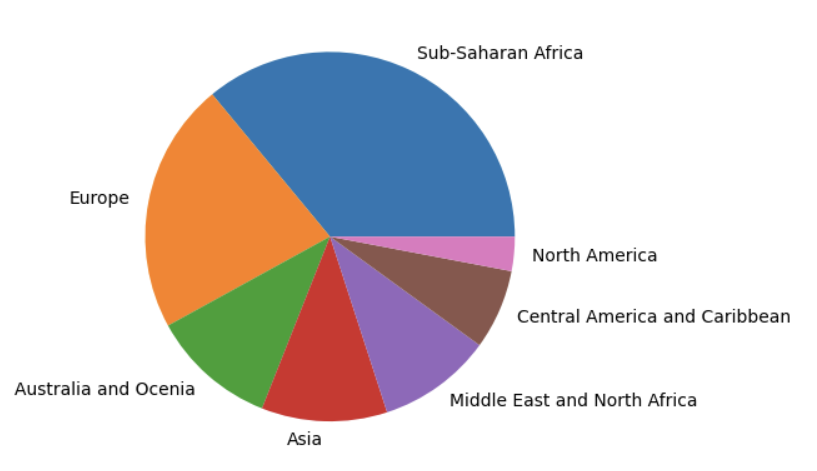 Sub-Saharan Africa
Europe
North America
Central America and Caribbean
Australia and Ocenia
Middle East and North Africa
Asia